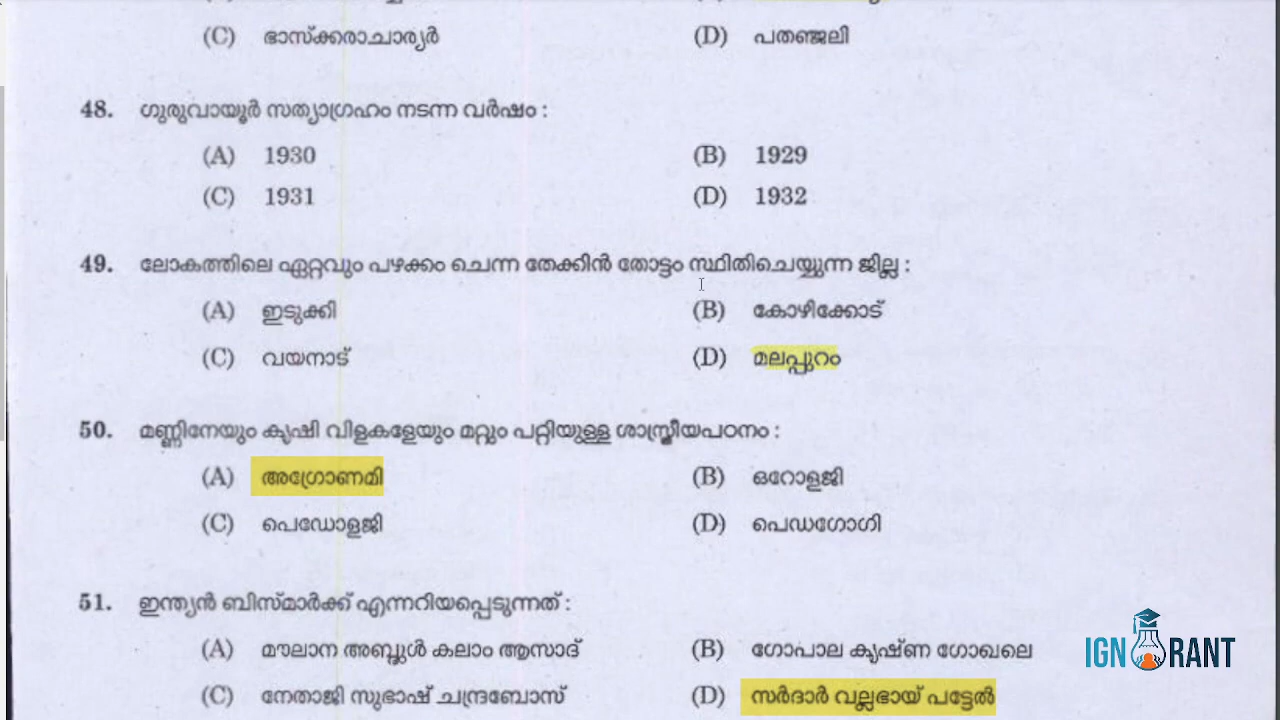 (C) ഭാസ്ക്കരാചാര്യർ (D) പതഞ്ജലി
48. ഗുരുവായൂർ സത്യാഗ്രഹം നടന്ന വർഷം :
(A) 1930 (B) 1929
(C) 1931 (D) 1932
49. ലോകത്തിലെ ഏറ്റവും പഴക്കം ചെന്ന തേക്കിൻ തോട്ടം സ്ഥിതിചെയ്യുന്ന ജില്ല :
(A) ഇടുക്കി (B) കോഴിക്കോട്
(C) വയനാട് (D) മലപ്പുറം
50. മണ്ണിനേയും കൃഷി വിളകളേയും മറ്റും പറ്റിയുള്ള ശാസ്ത്രീയപഠനം :
(A) അഗ്രോണമി (B) ഒറോളജി
(C) പെഡോളജി (D) പെഡഗോഗി
51. ഇന്ത്യൻ ബിസ്മാർക്ക് എന്നറിയപ്പെടുന്നത് :
(A) മൗലാന അബ്ദുൾ കലാം ആസാദ് (B) ഗോപാല കൃഷ്ണ ഗോഖലെ
(C) നേതാജി സുഭാഷ് ചന്ദ്രബോസ് (D) സർദാർ വല്ലഭായ് പട്ടേൽ
IGNORANT